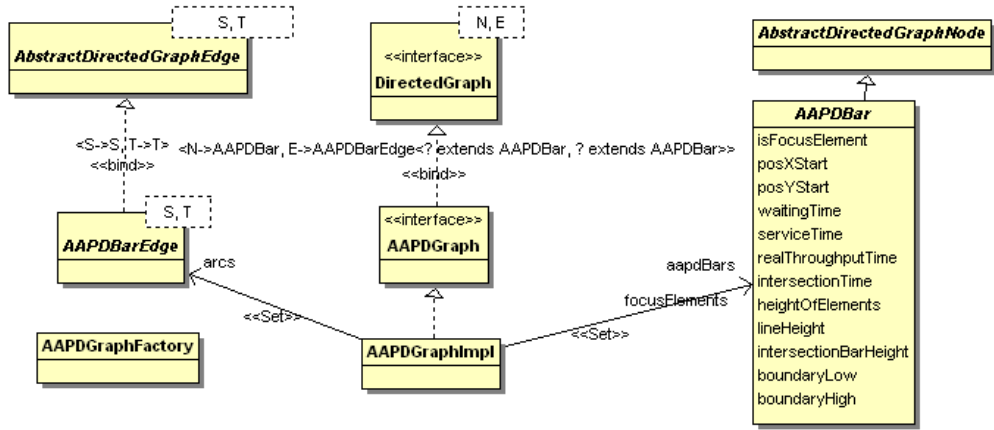 S, T
AbstractDirectedGraphEdge
N, E
<<interface>>
DirectedGraph
AbstractDirectedGraphNode
<S->S, T->T>
<<bind>>
<N->AAPDBar, E->AAPDBarEdge<? extends AAPDBar, ? extends AAPDBar>>
<<bind>>
S, T
AAPDBarEdge
<<interface>>
AAPDGraph
AAPDBar
isFocusElement
posXStart
posYStart
waitingTime
serviceTime
realThroughputTime
intersectionTime
heightOfElements
lineHeight
intersectionBarHeight
boundaryLow
boundaryHigh
arcs
<<Set>>
aapdBars
focusElements
<<Set>>
AAPDGraphFactory
AAPDGraphImpl